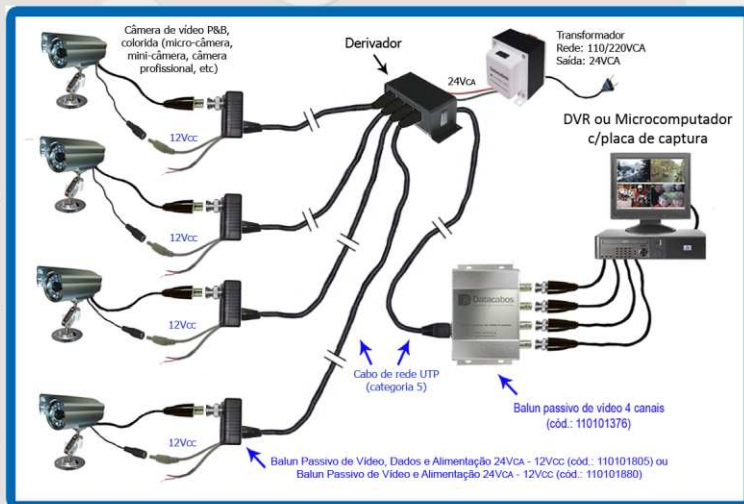 Câmera de vídeo P&B,
colorida (micro-câmera,
mini-câmera, câmera
profissional, etc)
Derivador
Transformador
Rede: 110/220VCA
Saída: 24VCA
24VCA
DVR ou Microcomputador
c/placa de captura
12Vcc
12Vcc
12Vcc
12Vcc
Datacabos
Cabo de rede UTP
(categoria 5)
Balun passivo de vídeo 4 canais
(cód.: 110101376)
Balun Passivo de Vídeo, Dados e Alimentação 24VCA - 12VCC (cód.: 110101805) ou
Balun Passivo de Vídeo e Alimentação 24VCA - 12VCC (cód.: 110101880)